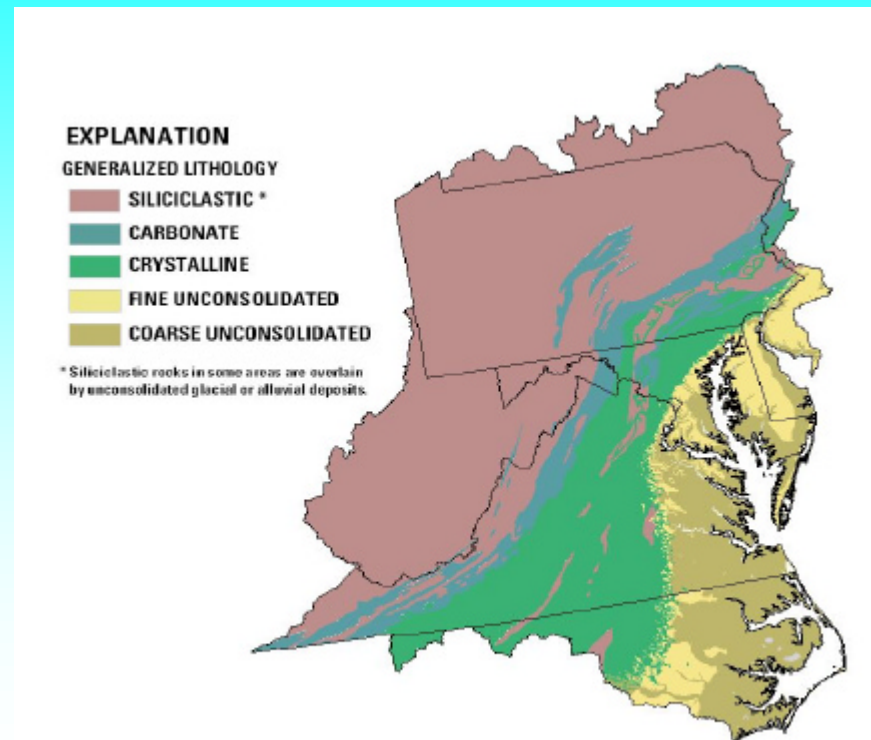 EXPLANATION
GENERALIZED LITHOLOGY
SILICICLASTIC *
CARBONATE
CRYSTALLINE
FINE UNCONSOLIDATED
COARSE UNCONSOLIDATED
* Siliciclastic rocks in some areas are overlain
by unconsolidated glacial or alluvial deposits.